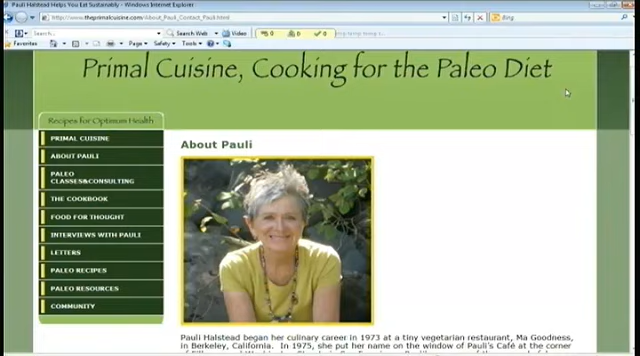 Pauli Halstead Helps You Eat Sustainably - Windows Internet Explorer
http://www.theprimalcuisine.com/About_Pauli_Contact_Pauli.html
Bing
Search Web
Video
Favorites
Page
Safety
Tools
Primal Cuisine, Cooking for the Paleo Diet
Recipes for Optimum Health
PRIMAL CUISINE
ABOUT PAULI
PALEO
CLASSES&CONSULTING
THE COOKBOOK
FOOD FOR THOUGHT
INTERVIEWS WITH PAULI
LETTERS
PALEO RECIPES
PALEO RESOURCES
COMMUNITY
About Pauli
Pauli Halstead began her culinary career in 1973 at a tiny vegetarian restaurant, Ma Goodness,
in Berkeley, California. In 1975, she put her name on the window of Pauli's Café at the corner